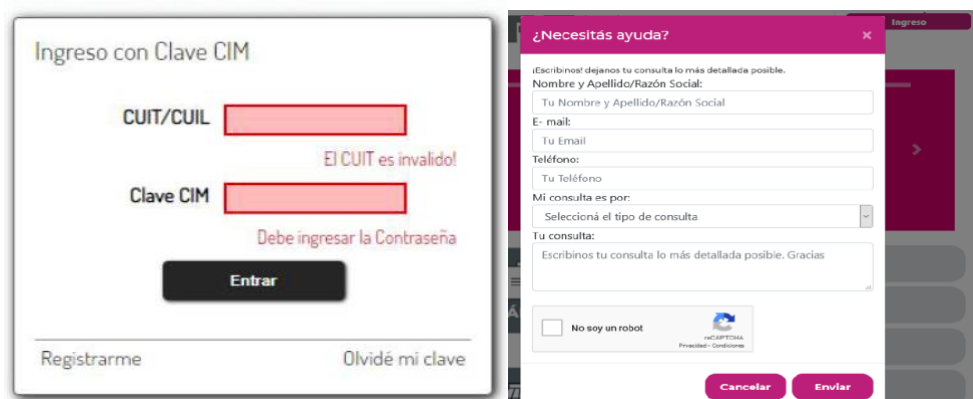 Ingreso con Clave CIM
CUIT/CUIL
El CUIT es invalido!
Clave CIM
Debe ingresar la Contraseña
Entrar
Registrarme
Olvidé mi clave
Ingreso
¿Necesitás ayuda?
×
¡Escribinos! dejanos tu consulta lo más detallada posible.
Nombre y Apellido/Razón Social:
Tu Nombre y Apellido/Razón Social
E- mail:
Tu Email
Teléfono:
Tu Teléfono
Mi consulta es por:
Seleccioná el tipo de consulta
Tu consulta:
Escribinos tu consulta lo más detallada posible. Gracias
No soy un robot
reCAPTCHA
Privacidad - Condiciones
Cancelar
Enviar